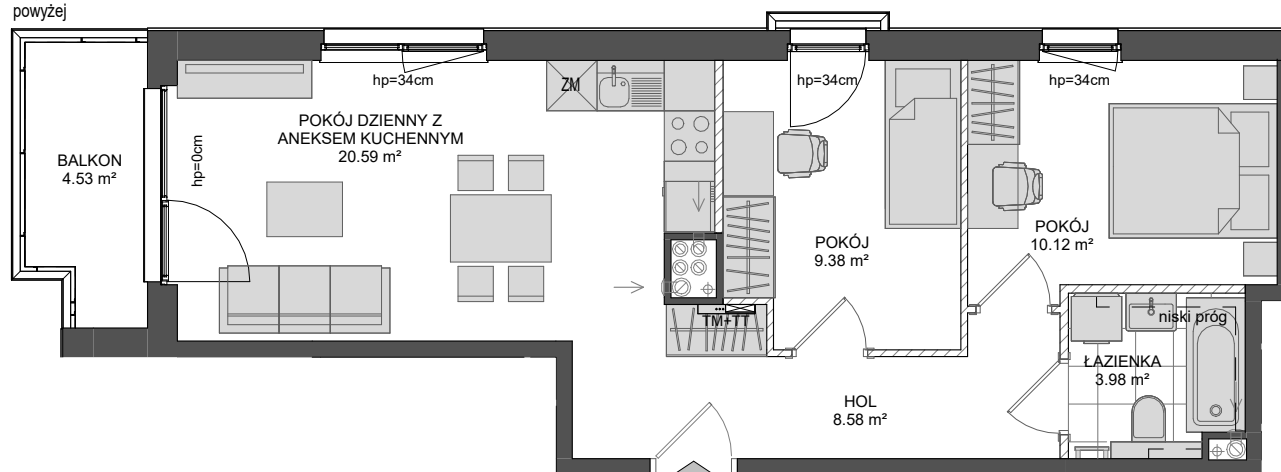 powyżej
BALKON
4.53 m²
hp=0cm
POKÓJ DZIENNY Z
ANEKSEM KUCHENNYM
20.59 m²
hp=34cm
ZM
hp=34cm
POKÓJ
9.38 m²
hp=34cm
POKÓJ
10.12 m²
TM+TT
niski próg
ŁAZIENKA
3.98 m²
HOL
8.58 m²